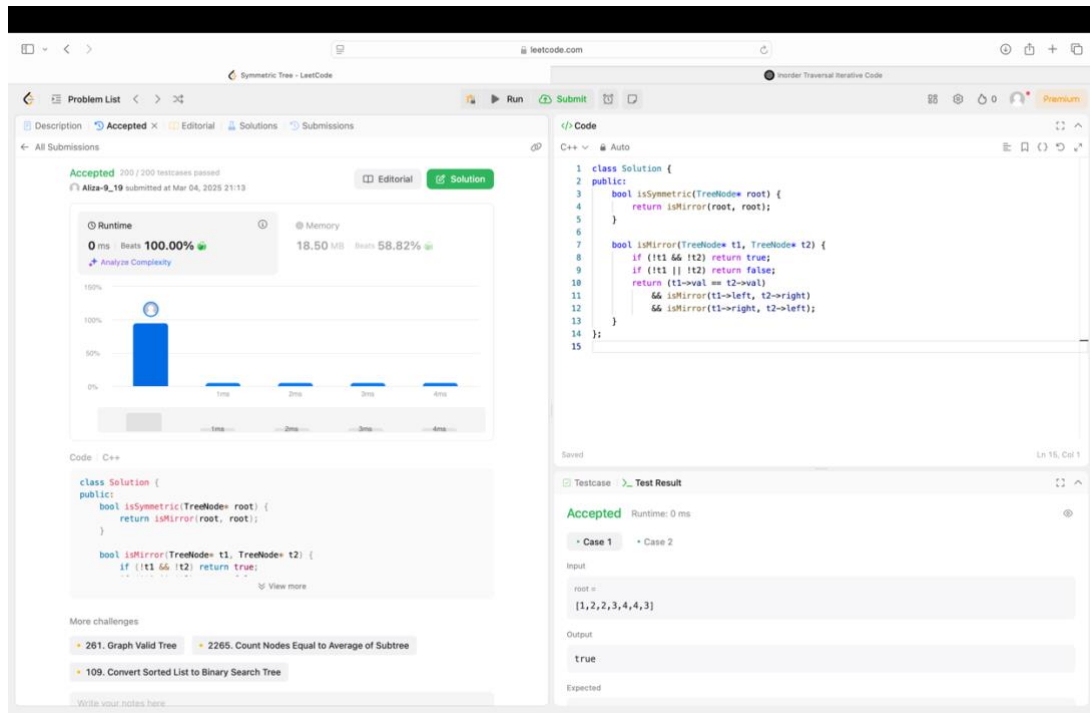 leetcode.com
Symmetric Tree - LeetCode
Inorder Traversal Iterative Code
Problem List
Run
Submit
0
Premium
Description
Accepted
Editorial
Solutions
Submissions
All Submissions
Accepted 200 / 200 testcases passed
Aliza-9_19 submitted at Mar 04, 2025 21:13
Editorial
Solution
Runtime
0 ms Beats 100.00%
Analyze Complexity
Memory
18.50 MB Beats 58.82%
150%
100%
50%
0%
1ms 2ms 3ms 4ms
1ms 2ms 3ms 4ms
Code C++
class Solution {
public:
bool isSymmetric(TreeNode* root) {
return isMirror(root, root);
}
bool isMirror(TreeNode* t1, TreeNode* t2) {
if (!t1 && !t2) return true;
View more
More challenges
261. Graph Valid Tree
2265. Count Nodes Equal to Average of Subtree
109. Convert Sorted List to Binary Search Tree
Write your notes here
</> Code
C++ Auto
1 class Solution {
2 public:
3 bool isSymmetric(TreeNode* root) {
4 return isMirror(root, root);
5 }
6
7 bool isMirror(TreeNode* t1, TreeNode* t2) {
8 if (!t1 && !t2) return true;
9 if (!t1 || !t2) return false;
10 return (t1->val == t2->val)
11 && isMirror(t1->left, t2->right)
12 && isMirror(t1->right, t2->left);
13 }
14 };
15
Saved
Ln 15, Col 1
Testcase
>_ Test Result
Accepted Runtime: 0 ms
• Case 1 • Case 2
Input
root =
[1,2,2,3,4,4,3]
Output
true
Expected